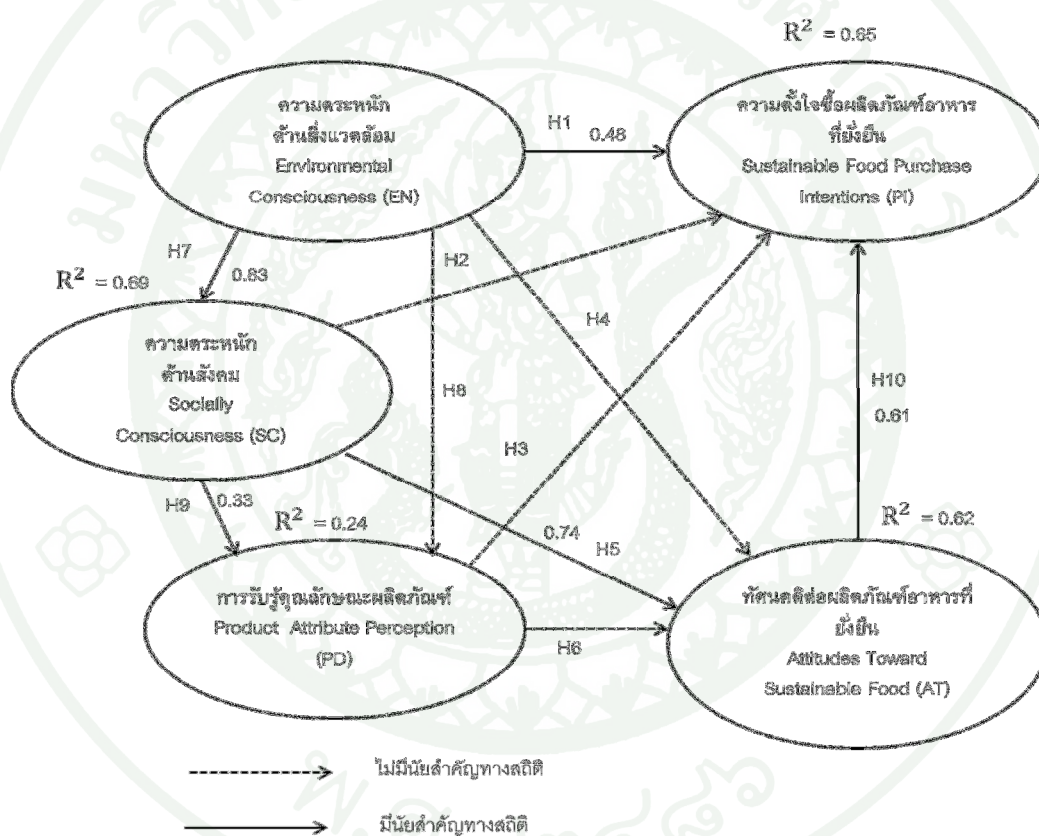 R² = 0.65
ความตระหนัก
ด้านสิ่งแวดล้อม
Environmental
Consciousness (EN)
H1
0.48
ความตั้งใจซื้อผลิตภัณฑ์อาหาร
ที่ยั่งยืน
Sustainable Food Purchase
Intentions (PI)
H7
0.83
H2
R² = 0.69
H4
ความตระหนัก
ด้านสังคม
Socially
Consciousness (SC)
H8
H10
0.61
H3
H9
0.33
R² = 0.24
0.74
H5
R² = 0.62
การรับรู้คุณลักษณะผลิตภัณฑ์
Product Attribute Perception
(PD)
H6
ทัศนคติต่อผลิตภัณฑ์อาหารที่
ยั่งยืน
Attitudes Toward
Sustainable Food (AT)
ไม่มีนัยสำคัญทางสถิติ
มีนัยสำคัญทางสถิติ